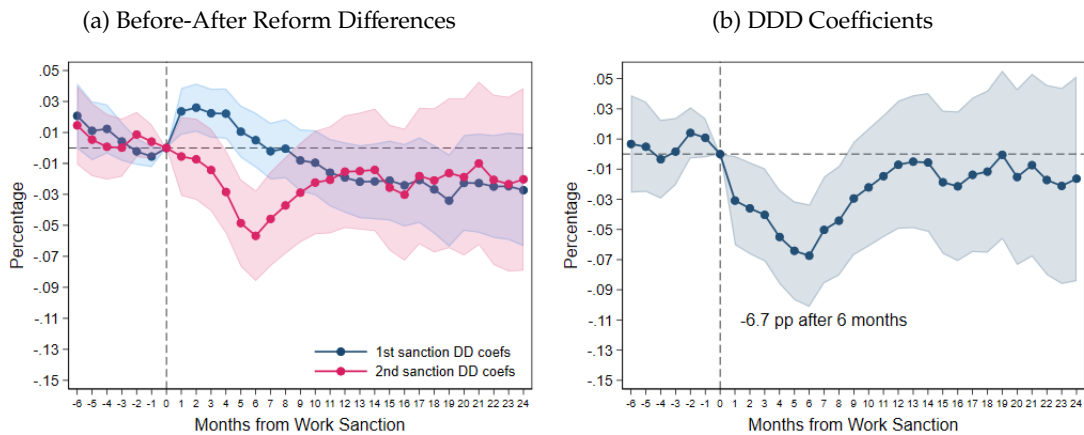 (a) Before-After Reform Differences
.05
.03
.01
-.01
-.03
-.05
-.07
-.09
-.11
-.13
-.15
Percentage
1st sanction DD coefs
2nd sanction DD coefs
-6 -5 -4 -3 -2 -1 0 1 2 3 4 5 6 7 8 9 10 11 12 13 14 15 16 17 18 19 20 21 22 23 24
Months from Work Sanction
(b) DDD Coefficients
.05
.03
.01
-.01
-.03
-.05
-.07
-.09
-.11
-.13
-.15
Percentage
-6.7 pp after 6 months
-6 -5 -4 -3 -2 -1 0 1 2 3 4 5 6 7 8 9 10 11 12 13 14 15 16 17 18 19 20 21 22 23 24
Months from Work Sanction